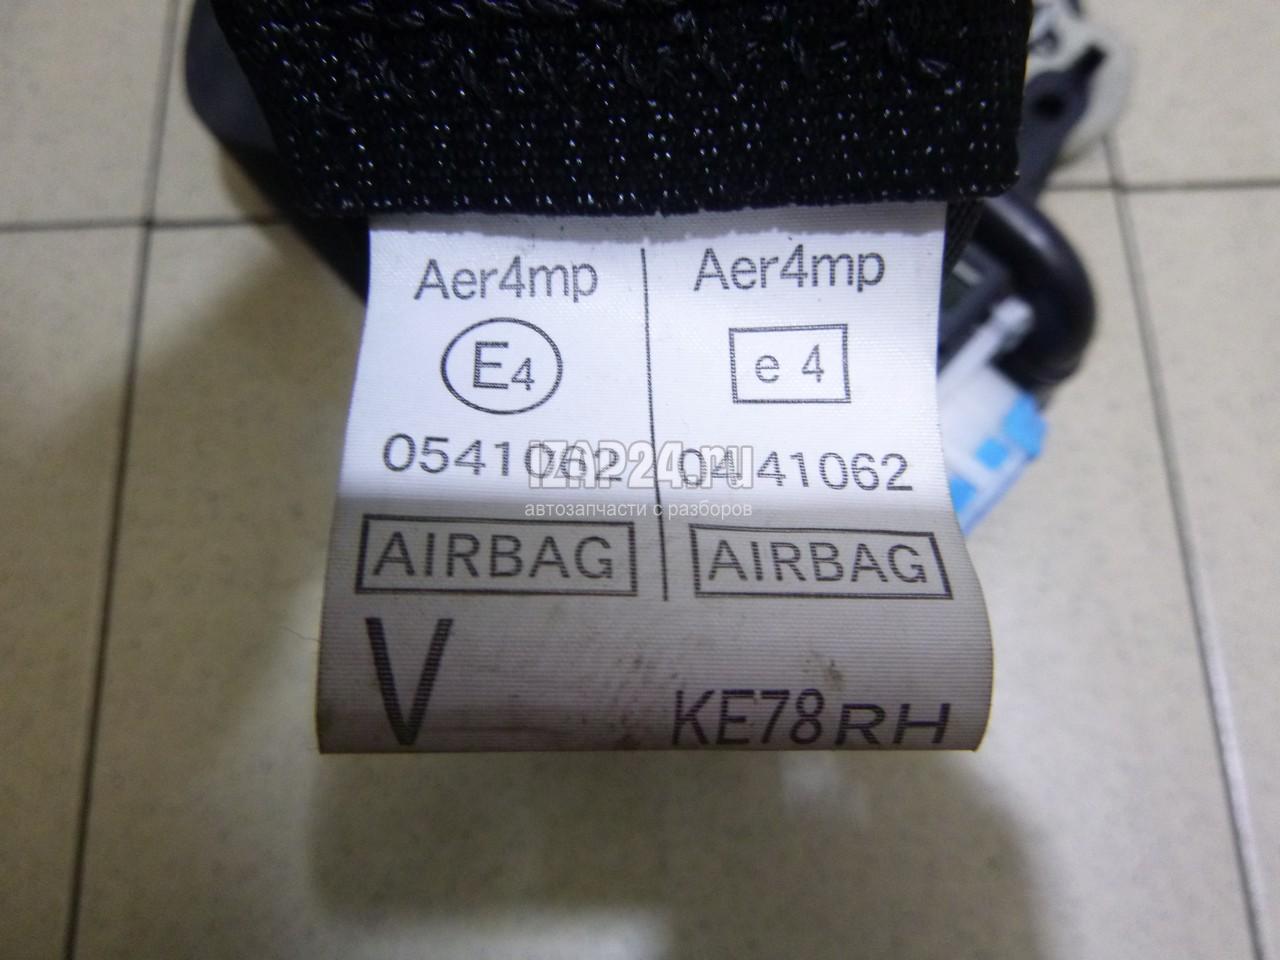 Aer4mp
E4
0541062
AIRBAG
Aer4mp
e 4
0441062
AIRBAG
V
KE78RH
IZAP24.ru
автозапчасти с разборов